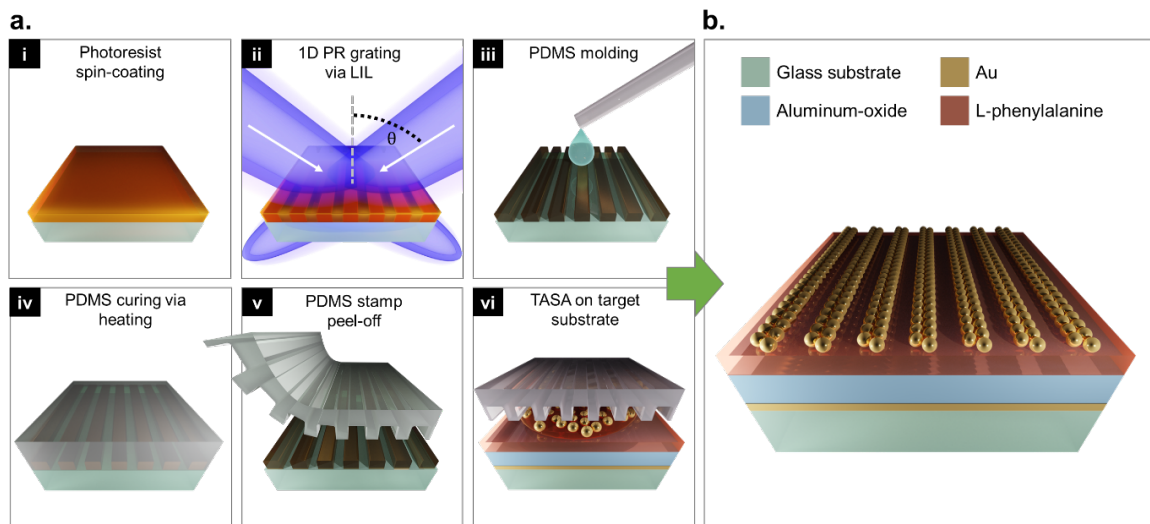 a.
i
Photoresist
spin-coating
ii
1D PR grating
via LIL
θ
iii
PDMS molding
iv
PDMS curing via
heating
v
PDMS stamp
peel-off
vi
TASA on target
substrate
b.
Glass substrate
Au
Aluminum-oxide
L-phenylalanine